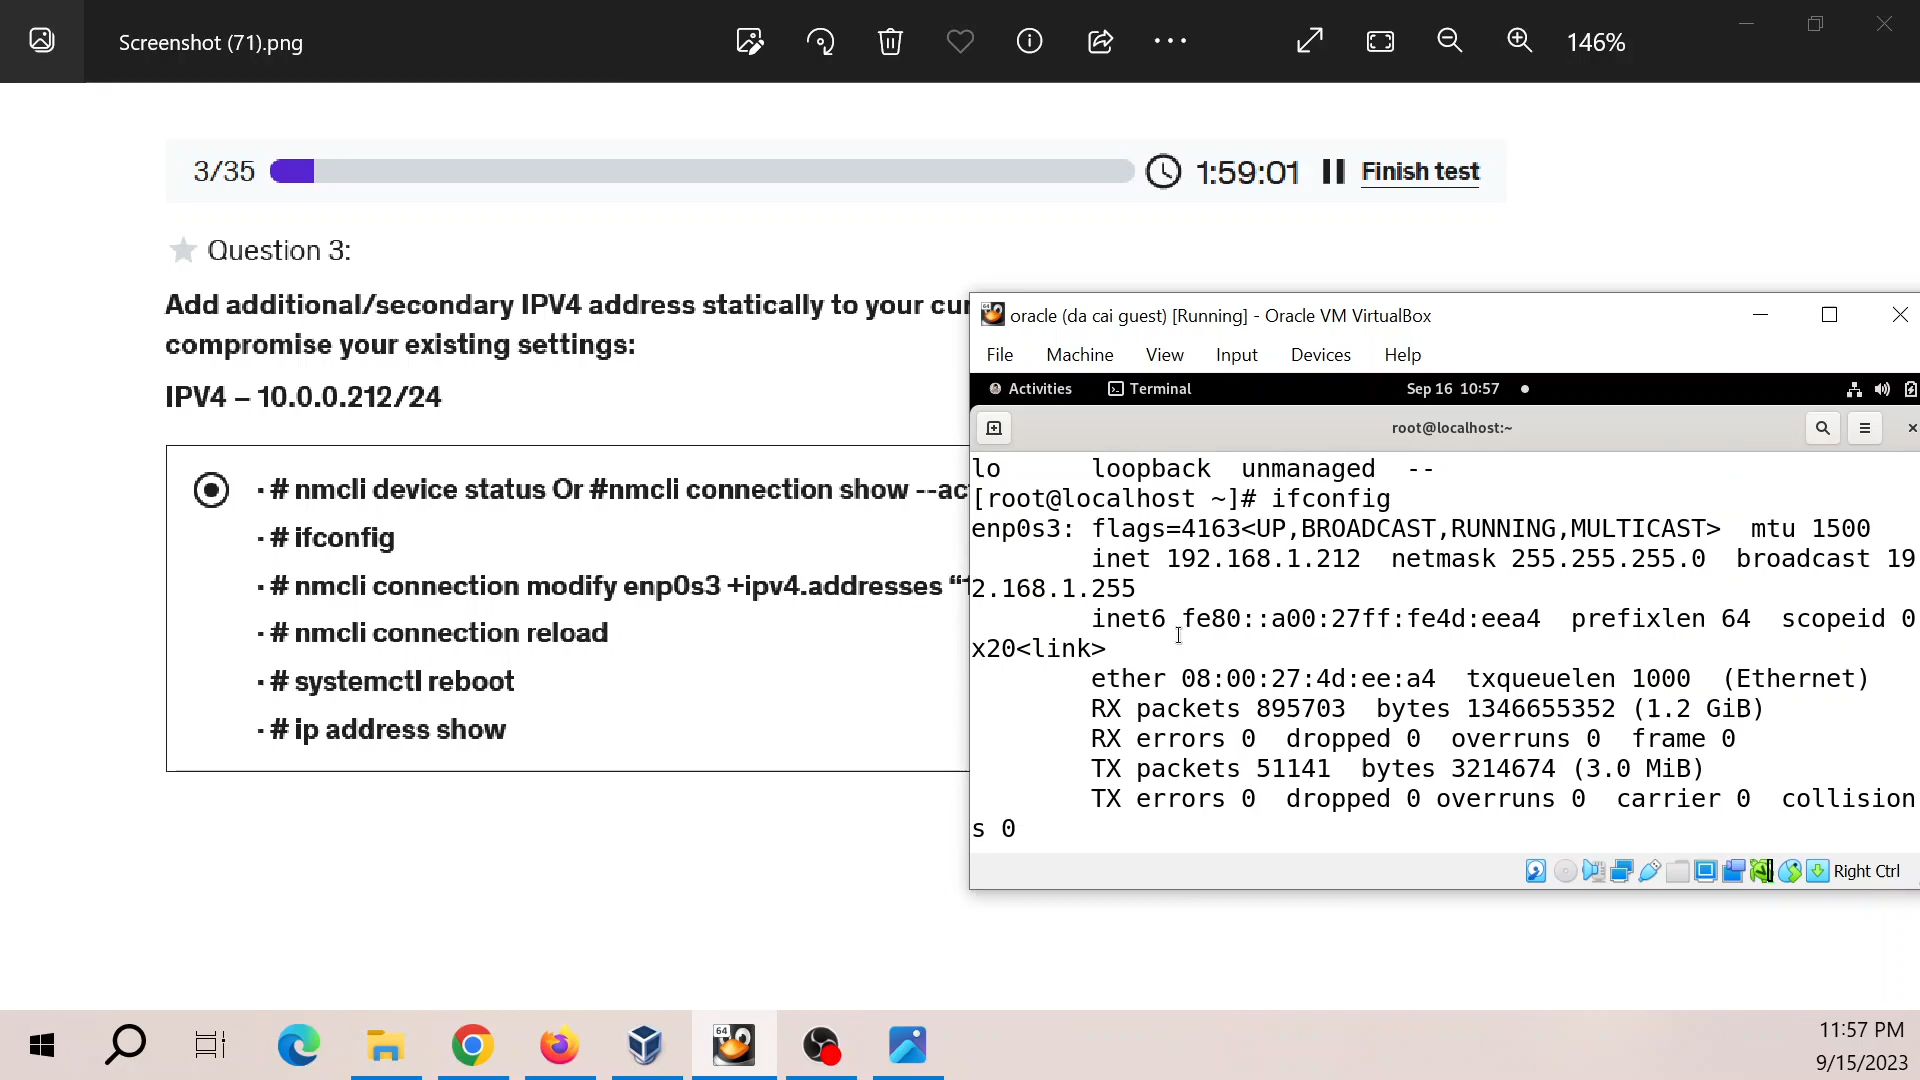 Screenshot (71).png
146%
3/35
1:59:01
Finish test
Question 3:
Add additional/secondary IPV4 address statically to your cur
compromise your existing settings:
IPV4 – 10.0.0.212/24
· # nmcli device status Or #nmcli connection show --ac
· # ifconfig
· # nmcli connection modify enp0s3 +ipv4.addresses “1
· # nmcli connection reload
· # systemctl reboot
· # ip address show
oracle (da cai guest) [Running] - Oracle VM VirtualBox
File Machine View Input Devices Help
Activities Terminal Sep 16 10:57
root@localhost:~
lo loopback unmanaged --
[root@localhost ~]# ifconfig
enp0s3: flags=4163<UP,BROADCAST,RUNNING,MULTICAST> mtu 1500
inet 192.168.1.212 netmask 255.255.255.0 broadcast 19
2.168.1.255
inet6 fe80::a00:27ff:fe4d:eea4 prefixlen 64 scopeid 0
x20<link>
ether 08:00:27:4d:ee:a4 txqueuelen 1000 (Ethernet)
RX packets 895703 bytes 1346655352 (1.2 GiB)
RX errors 0 dropped 0 overruns 0 frame 0
TX packets 51141 bytes 3214674 (3.0 MiB)
TX errors 0 dropped 0 overruns 0 carrier 0 collision
s 0
Right Ctrl
64
11:57 PM
9/15/2023